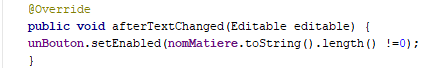 @Override
public void afterTextChanged(Editable editable) {
unBouton.setEnabled(nomMatiere.toString().length() !=0);
}